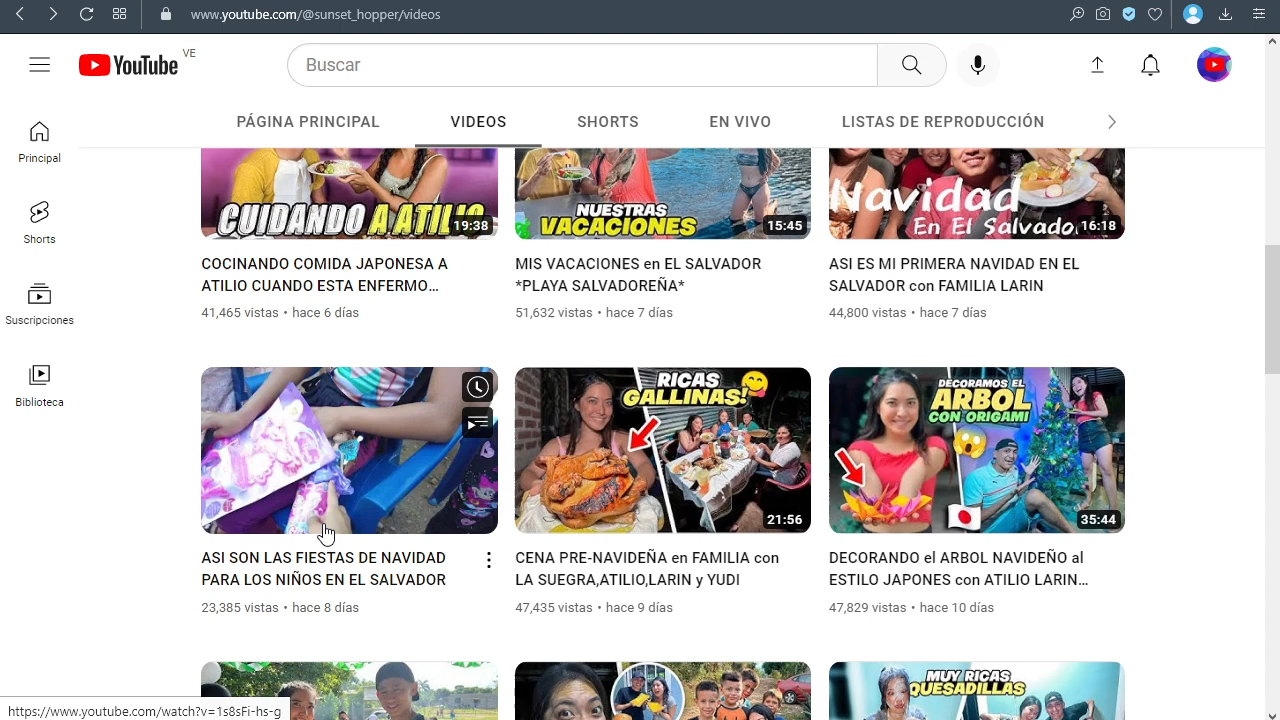 www.youtube.com/@sunset_hopper/videos
YouTube VE
Buscar
PÁGINA PRINCIPAL
VIDEOS
SHORTS
EN VIVO
LISTAS DE REPRODUCCIÓN
Principal
Shorts
Suscripciones
Biblioteca
CUIDANDO A ATILIO
19:38
NUESTRAS
VACACIONES
15:45
Navidad
En El Salvador
16:18
COCINANDO COMIDA JAPONESA A
ATILIO CUANDO ESTA ENFERMO…
41,465 vistas • hace 6 días
MIS VACACIONES en EL SALVADOR
*PLAYA SALVADOREÑA*
51,632 vistas • hace 7 días
ASI ES MI PRIMERA NAVIDAD EN EL
SALVADOR con FAMILIA LARIN
44,800 vistas • hace 7 días
RICAS
GALLINAS!
21:56
DECORAMOS EL
ARBOL
CON ORIGAMI
35:44
ASI SON LAS FIESTAS DE NAVIDAD
PARA LOS NIÑOS EN EL SALVADOR
23,385 vistas • hace 8 días
CENA PRE-NAVIDEÑA en FAMILIA con
LA SUEGRA,ATILIO,LARIN y YUDI
47,435 vistas • hace 9 días
DECORANDO el ARBOL NAVIDEÑO al
ESTILO JAPONES con ATILIO LARIN…
47,829 vistas • hace 10 días
MUY RICAS
QUESADILLAS
https://www.youtube.com/watch?v=1s8sFi-hs-g